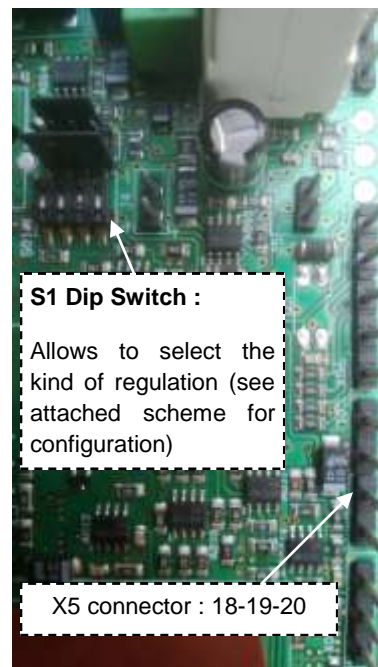 S1 Dip Switch :
Allows to select the
kind of regulation (see
attached scheme for
configuration)
X5 connector : 18-19-20